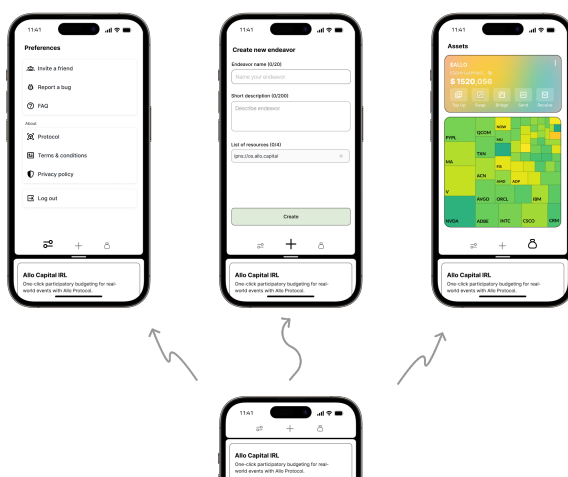 11:41
Preferences
Invite a friend
Report a bug
FAQ
About
Protocol
Terms & conditions
Privacy policy
Log out
Allo Capital IRL
One-click participatory budgeting for real-
world events with Allo Protocol.
11:41
Create new endeavor
Endeavor name (0/20)
Name your endeavor
Short description (0/200)
Describe endeavor
List of resources (0/4)
Create
Allo Capital IRL
One-click participatory budgeting for real-
world events with Allo Protocol.
11:41
Assets
$ALLO
$ 1520,056
Top up
Swap
Bridge
Send
Receive
PYPL
QCOM
NOW
MU
TXN
MA
FIS
ACN
AMD
ADP
V
AVGO
ORCL
IBM
NVDA
ADBE
INTC
CSCO
CRM
Allo Capital IRL
One-click participatory budgeting for real-
world events with Allo Protocol.
11:41
Allo Capital IRL
One-click participatory budgeting for real-
world events with Allo Protocol.